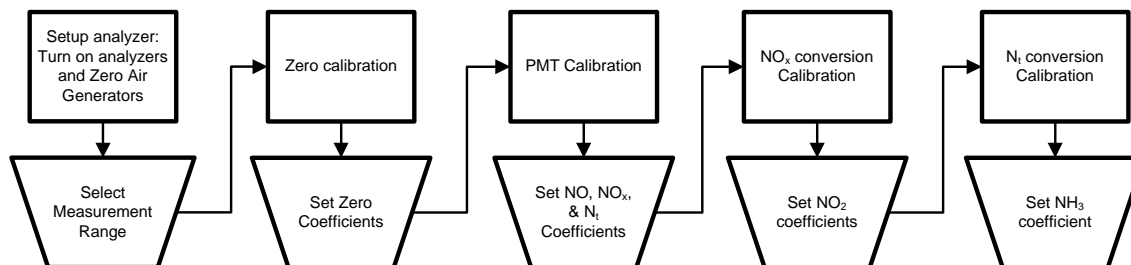 Setup analyzer:
Turn on analyzers
and Zero Air
Generators
Select
Measurement
Range
Zero calibration
Set Zero
Coefficients
PMT Calibration
Set NO, NOₓ,
& Nₜ
Coefficients
NOₓ conversion
Calibration
Set NO₂
coefficients
Nₜ conversion
Calibration
Set NH₃
coefficient